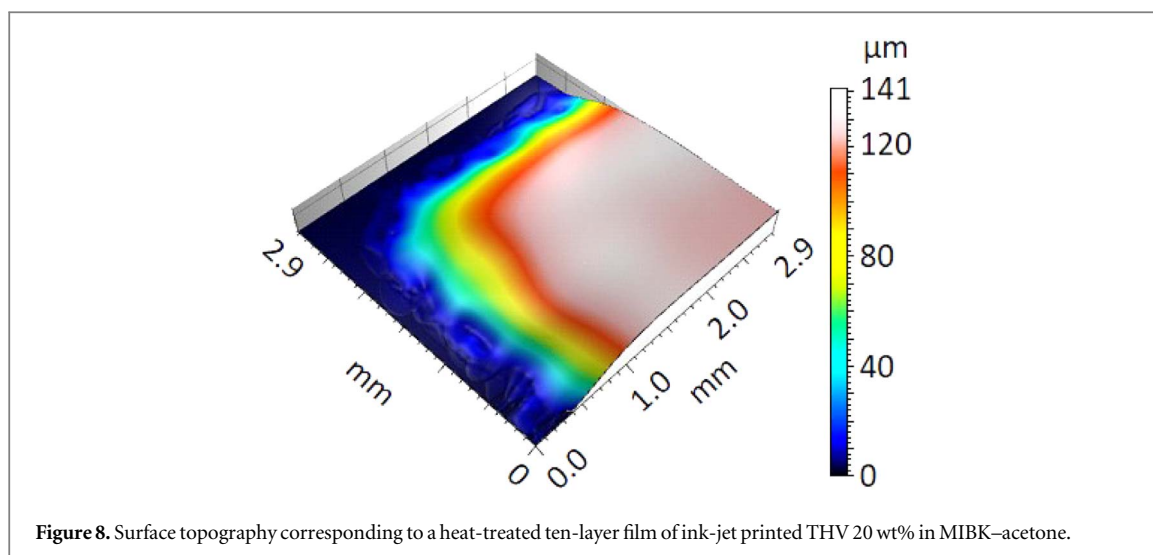 μm
141
120
80
40
0
2.9
mm
0
0.0
1.0
mm
2.0
2.9
Figure 8. Surface topography corresponding to a heat-treated ten-layer film of ink-jet printed THV 20 wt% in MIBK–acetone.